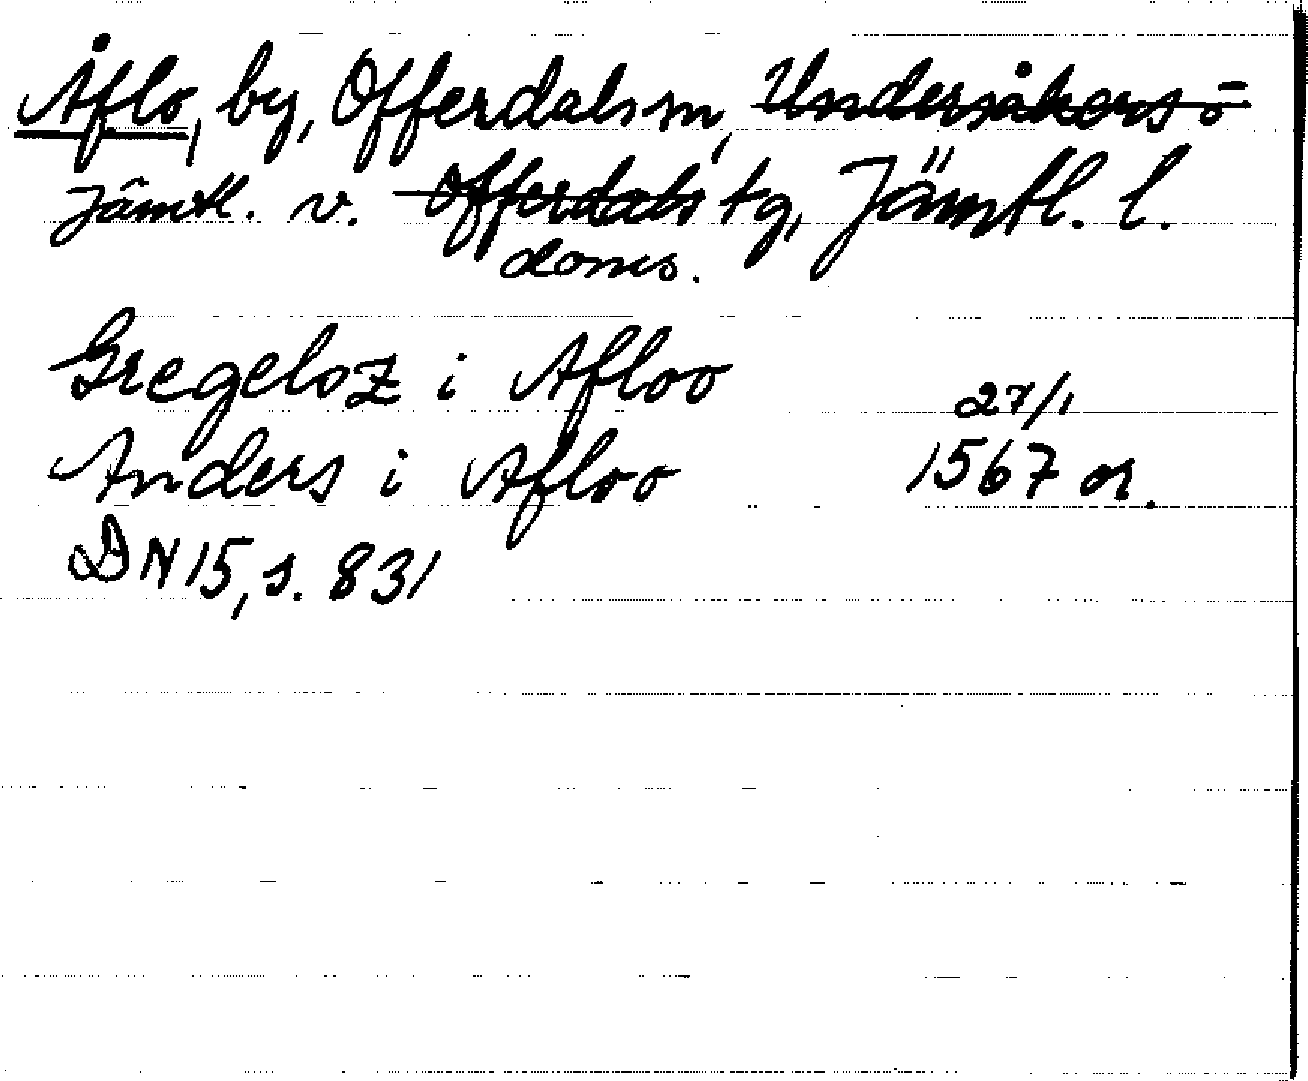 Åflo, by, Offerdals sn, Undersåkers o
Jämtl. v. Offerdals tg, Jämtl. l.
doms.
Gregeloz i Afloo
27/1
Anders i Afloo 1567 or.
DN 15, s. 831